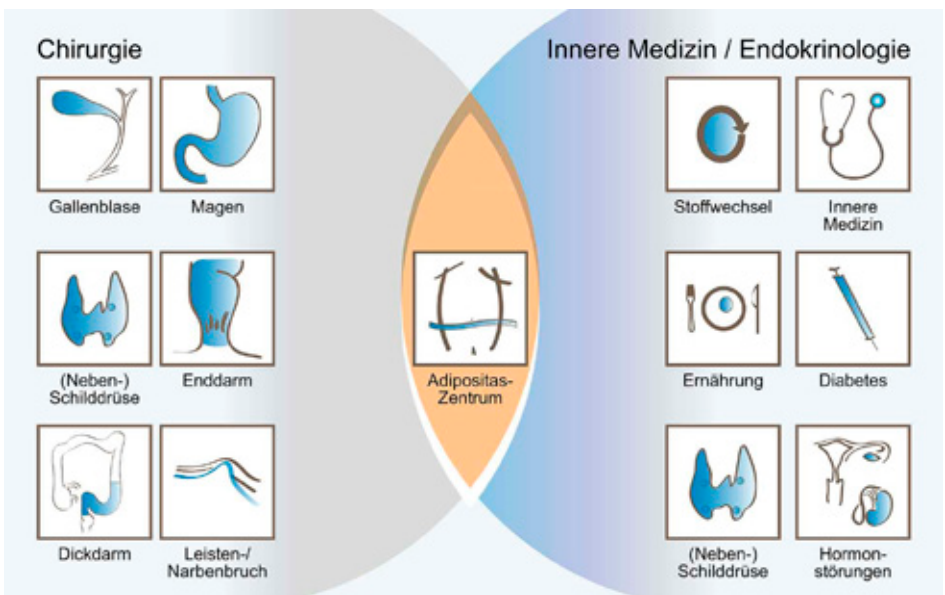 Chirurgie
Innere Medizin / Endokrinologie
Gallenblase
Magen
Stoffwechsel
Innere
Medizin
(Neben-)
Schilddrüse
Enddarm
Adipositas-
Zentrum
Ernährung
Diabetes
Dickdarm
Leisten-/
Narbenbruch
(Neben-)
Schilddrüse
Hormon-
störungen